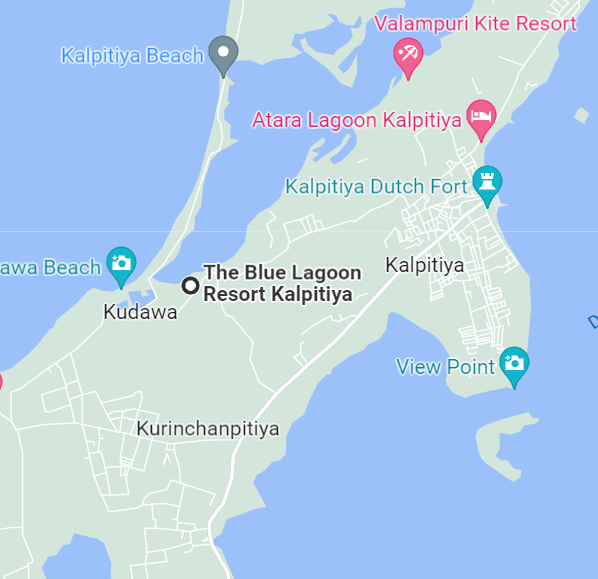 Valampuri Kite Resort
Kalpitiya Beach
Atara Lagoon Kalpitiya
Kalpitiya Dutch Fort
Kalpitiya
awa Beach
The Blue Lagoon
Resort Kalpitiya
Kudawa
View Point
Kurinchanpitiya
D